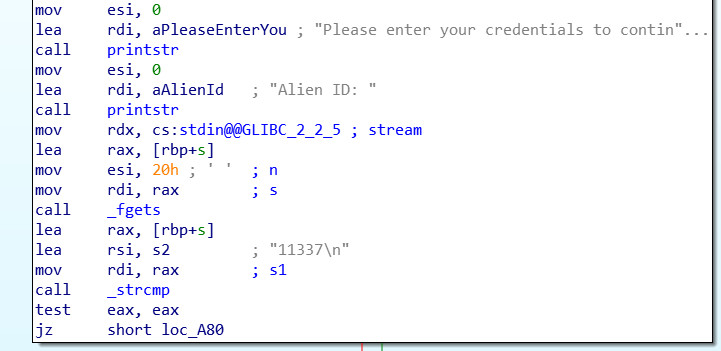 mov esi, 0
lea rdi, aPleaseEnterYou ; "Please enter your credentials to contin"...
call printstr
mov esi, 0
lea rdi, aAlienId ; "Alien ID: "
call printstr
mov rdx, cs:stdin@@GLIBC_2_2_5 ; stream
lea rax, [rbp+s]
mov esi, 20h ; ' ' ; n
mov rdi, rax ; s
call _fgets
lea rax, [rbp+s]
lea rsi, s2 ; "11337\n"
mov rdi, rax ; s1
call _strcmp
test eax, eax
jz short loc_A80